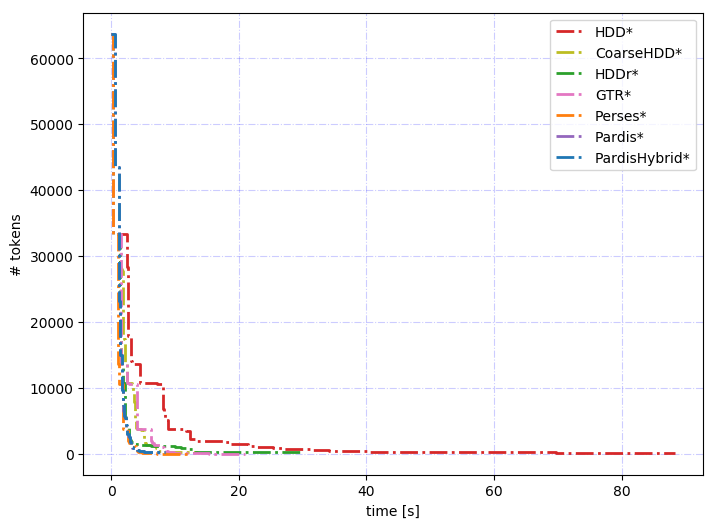 HDD*
CoarseHDD*
HDDr*
GTR*
Perses*
Pardis*
PardisHybrid*
# tokens
60000
50000
40000
30000
20000
10000
0
0 20 40 60 80
time [s]